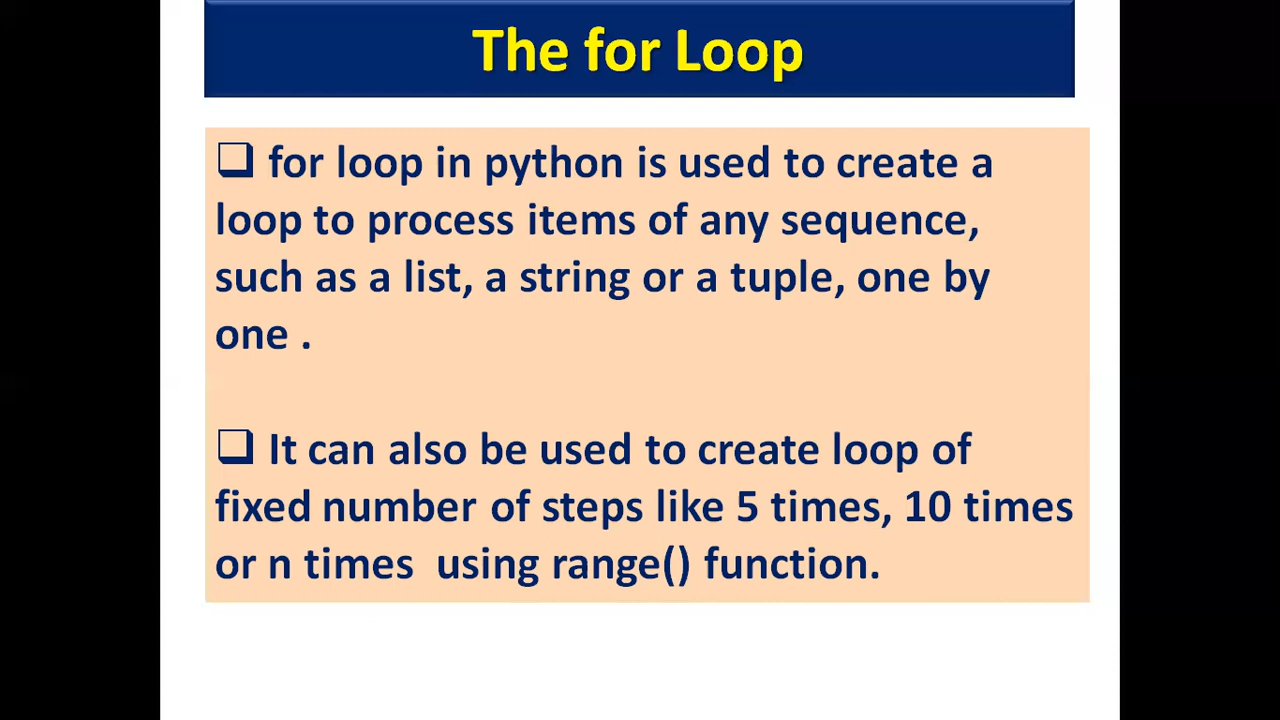 The for Loop
❑ for loop in python is used to create a
loop to process items of any sequence,
such as a list, a string or a tuple, one by
one .
❑ It can also be used to create loop of
fixed number of steps like 5 times, 10 times
or n times  using range() function.